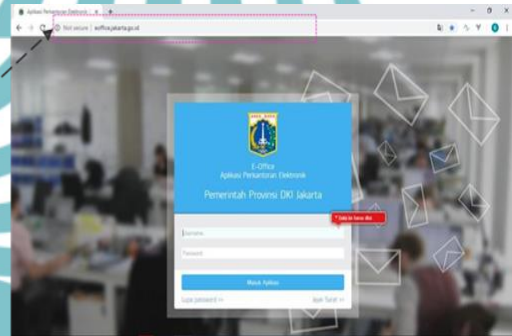 Aplikasi Perkantoran Elektronik
Not secure | eoffice.jakarta.go.id
E-Office
Aplikasi Perkantoran Elektronik
Pemerintah Provinsi DKI Jakarta
Username
Password
Masuk Aplikasi
Lupa password >>